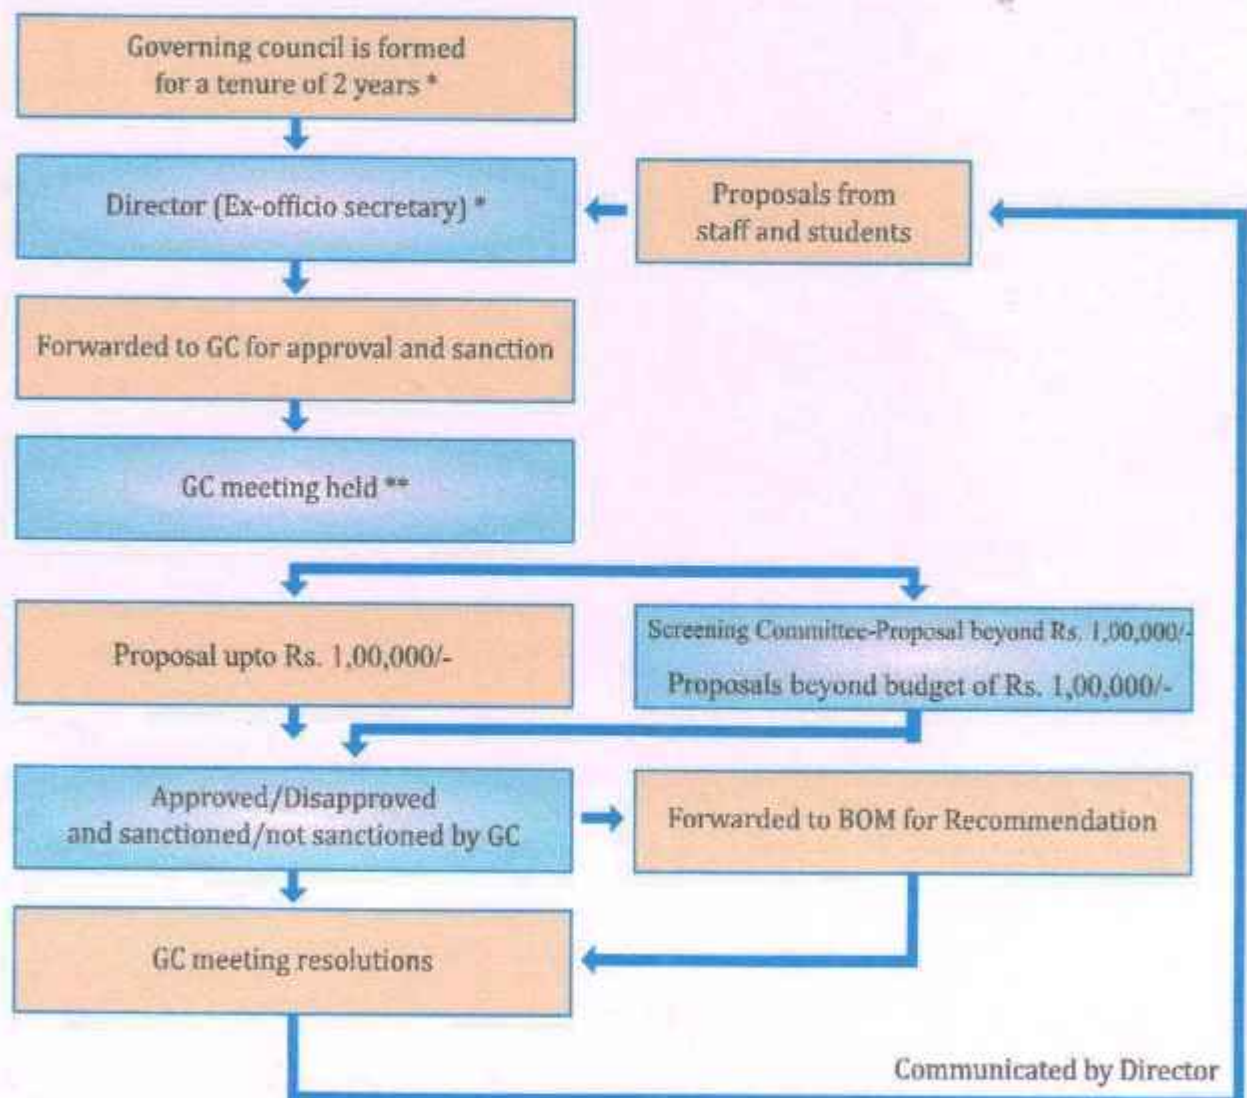 Governing council is formed
for a tenure of 2 years *
Director (Ex-officio secretary) *
Proposals from
staff and students
Forwarded to GC for approval and sanction
GC meeting held **
Proposal upto Rs. 1,00,000/-
Screening Committee-Proposal beyond Rs. 1,00,000/-
Proposals beyond budget of Rs. 1,00,000/-
Approved/Disapproved
and sanctioned/not sanctioned by GC
Forwarded to BOM for Recommendation
GC meeting resolutions
Communicated by Director